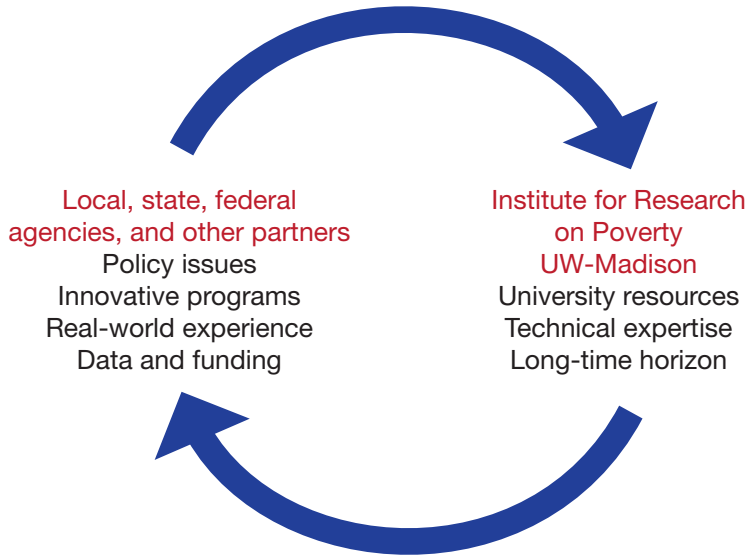 Local, state, federal
agencies, and other partners
Policy issues
Innovative programs
Real-world experience
Data and funding
Institute for Research
on Poverty
UW-Madison
University resources
Technical expertise
Long-time horizon